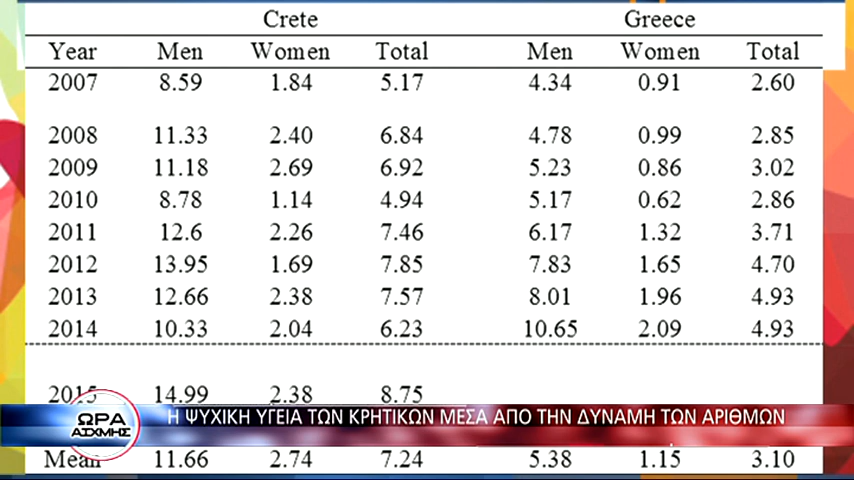 Crete Greece
Year Men Women Total Men Women Total
2007 8.59 1.84 5.17 4.34 0.91 2.60
2008 11.33 2.40 6.84 4.78 0.99 2.85
2009 11.18 2.69 6.92 5.23 0.86 3.02
2010 8.78 1.14 4.94 5.17 0.62 2.86
2011 12.6 2.26 7.46 6.17 1.32 3.71
2012 13.95 1.69 7.85 7.83 1.65 4.70
2013 12.66 2.38 7.57 8.01 1.96 4.93
2014 10.33 2.04 6.23 10.65 2.09 4.93
2015 14.99 2.38 8.75
ΩΡΑ ΑΙΧΜΗΣ
Η ΨΥΧΙΚΗ ΥΓΕΙΑ ΤΩΝ ΚΡΗΤΙΚΩΝ ΜΕΣΑ ΑΠΟ ΤΗΝ ΔΥΝΑΜΗ ΤΩΝ ΑΡΙΘΜΩΝ
Mean 11.66 2.74 7.24 5.38 1.15 3.10